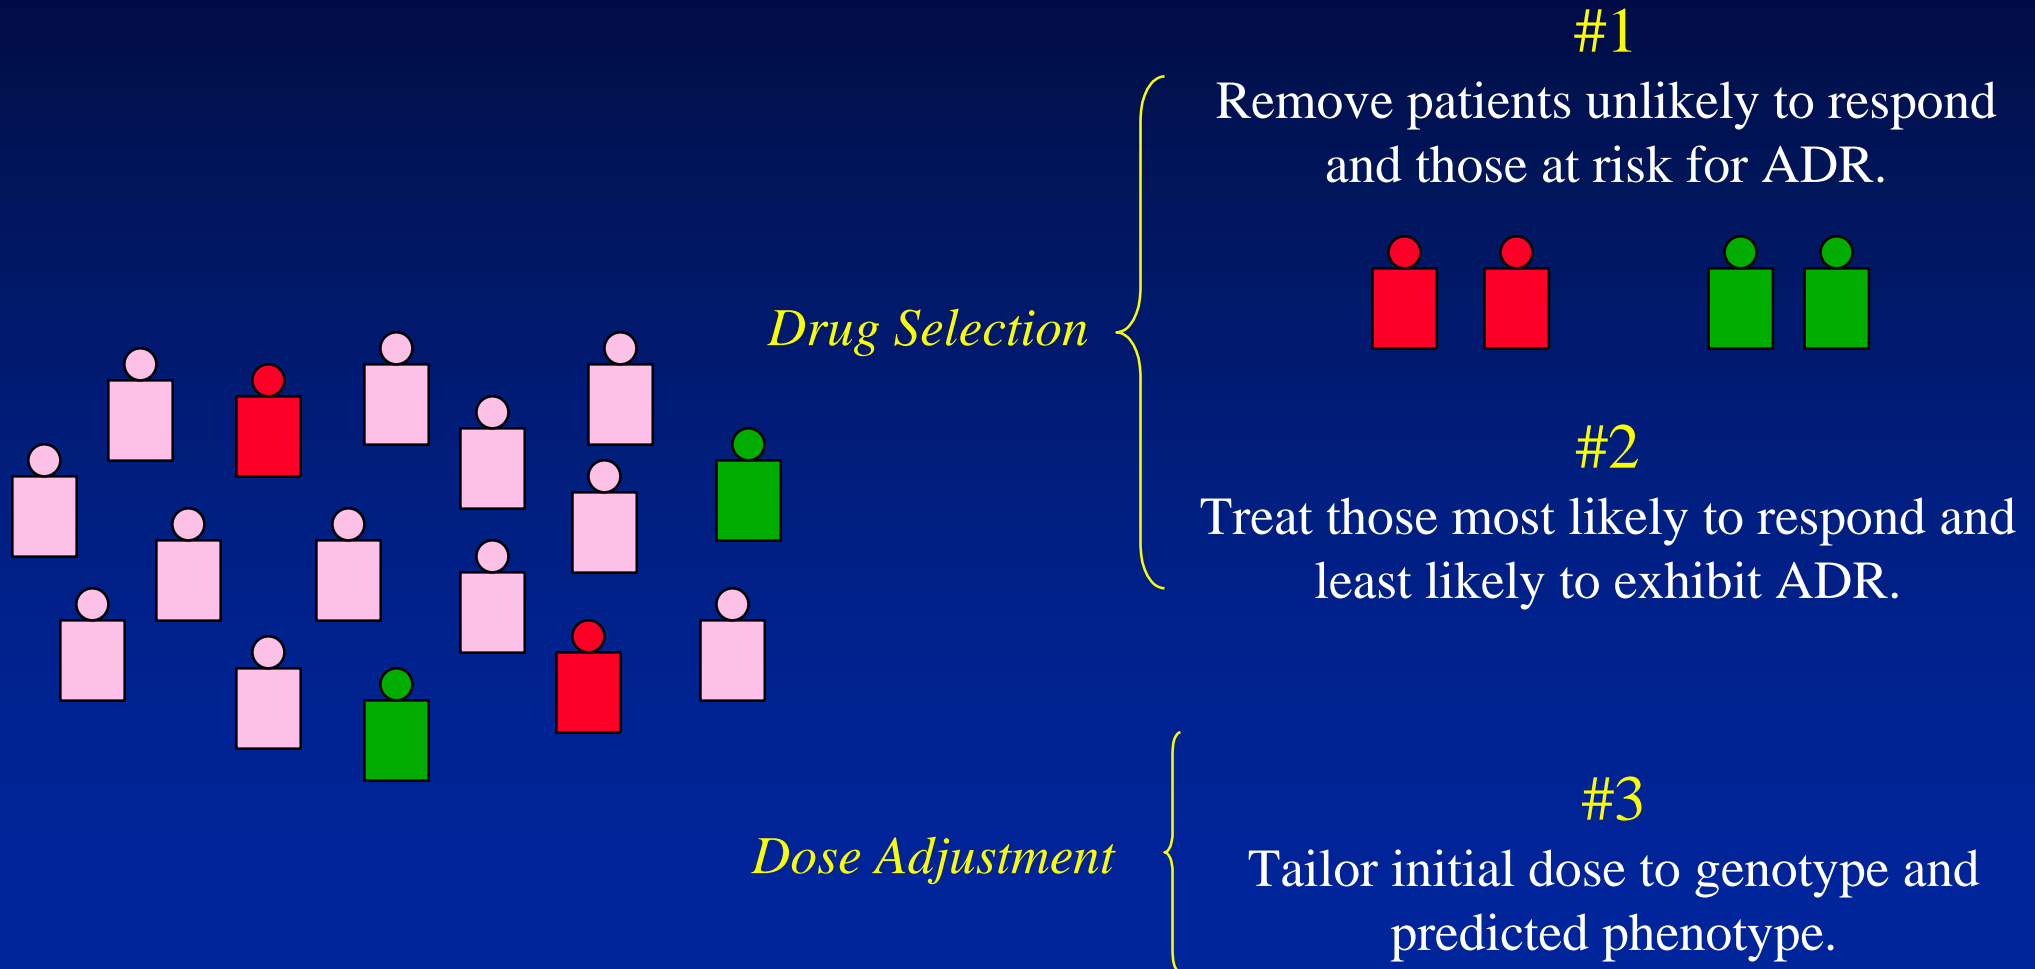 #1
Remove patients unlikely to respond
and those at risk for ADR.
Drug Selection
#2
Treat those most likely to respond and
least likely to exhibit ADR.
#3
Dose Adjustment
Tailor initial dose to genotype and
predicted phenotype.